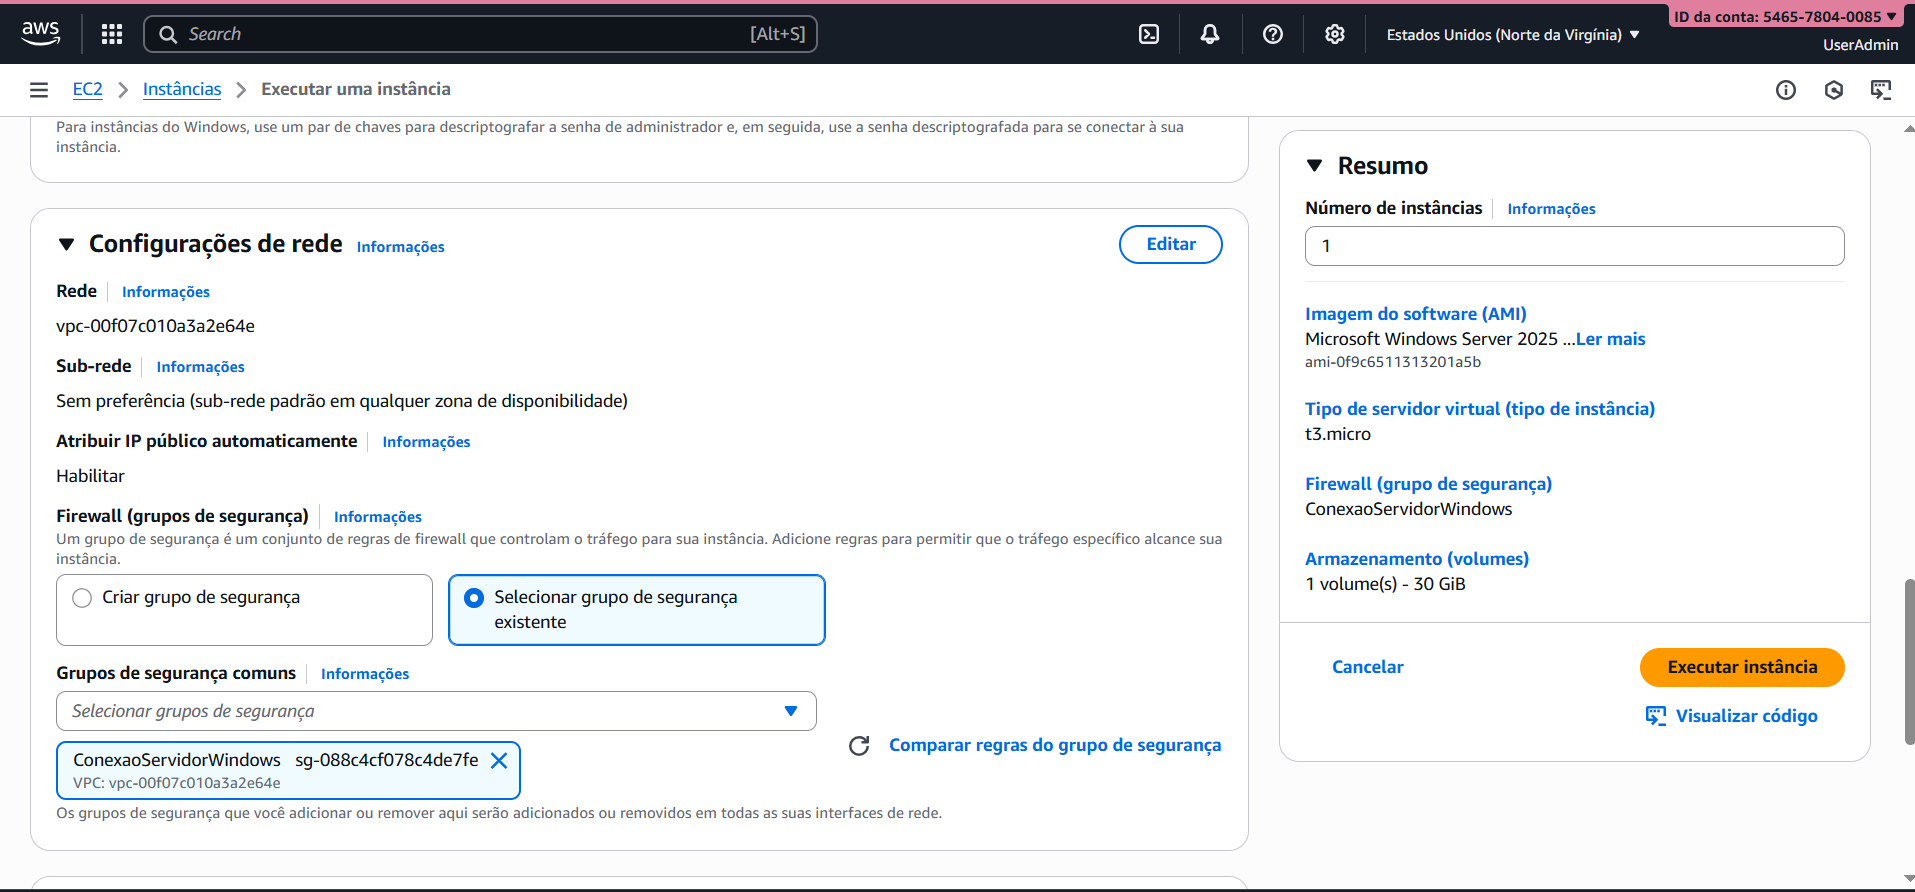 aws
Search
[Alt+S]
Estados Unidos (Norte da Virgínia)
ID da conta: 5465-7804-0085
UserAdmin
EC2
Instâncias
Executar uma instância
Para instâncias do Windows, use um par de chaves para descriptografar a senha de administrador e, em seguida, use a senha descriptografada para se conectar à sua
instância.
Configurações de rede Informações
Editar
Rede Informações
vpc-00f07c010a3a2e64e
Sub-rede Informações
Sem preferência (sub-rede padrão em qualquer zona de disponibilidade)
Atribuir IP público automaticamente Informações
Habilitar
Firewall (grupos de segurança) Informações
Um grupo de segurança é um conjunto de regras de firewall que controlam o tráfego para sua instância. Adicione regras para permitir que o tráfego específico alcance sua
instância.
Criar grupo de segurança
Selecionar grupo de segurança
existente
Grupos de segurança comuns Informações
Selecionar grupos de segurança
Comparar regras do grupo de segurança
ConexaoServidorWindows sg-088c4cf078c4de7fe
VPC: vpc-00f07c010a3a2e64e
Os grupos de segurança que você adicionar ou remover aqui serão adicionados ou removidos em todas as suas interfaces de rede.
Resumo
Número de instâncias Informações
1
Imagem do software (AMI)
Microsoft Windows Server 2025 ...Ler mais
ami-0f9c6511313201a5b
Tipo de servidor virtual (tipo de instância)
t3.micro
Firewall (grupo de segurança)
ConexaoServidorWindows
Armazenamento (volumes)
1 volume(s) - 30 GiB
Cancelar
Executar instância
Visualizar código